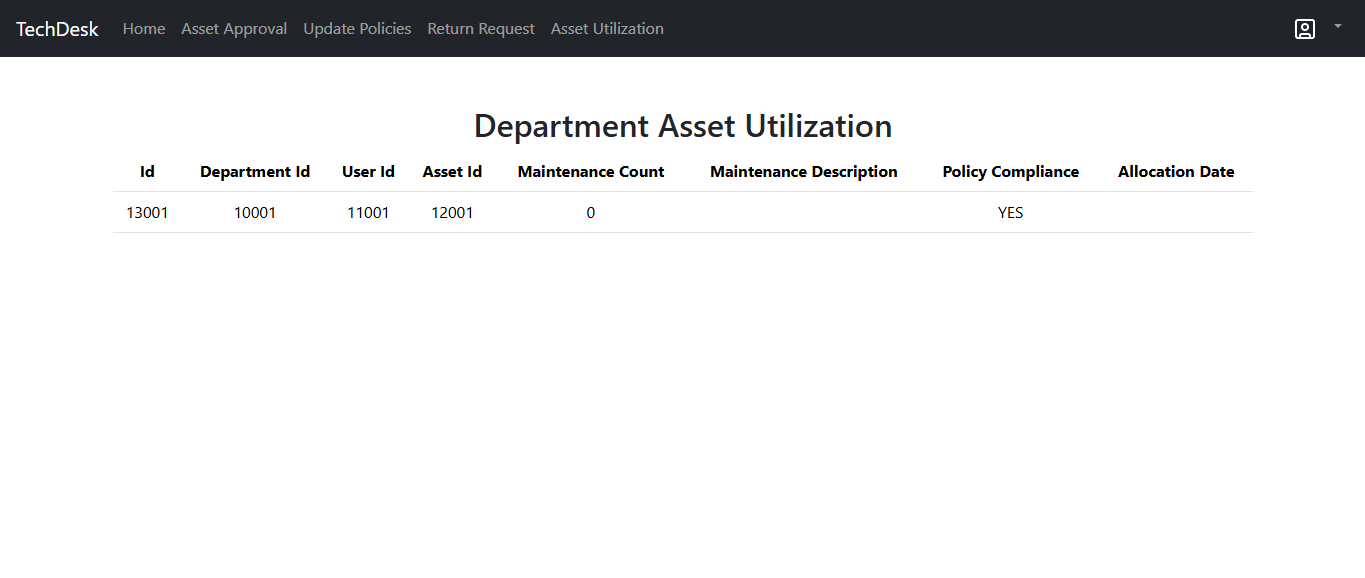 TechDesk Home Asset Approval Update Policies Return Request Asset Utilization
Department Asset Utilization
Id Department Id User Id Asset Id Maintenance Count Maintenance Description Policy Compliance Allocation Date
13001 10001 11001 12001 0 YES